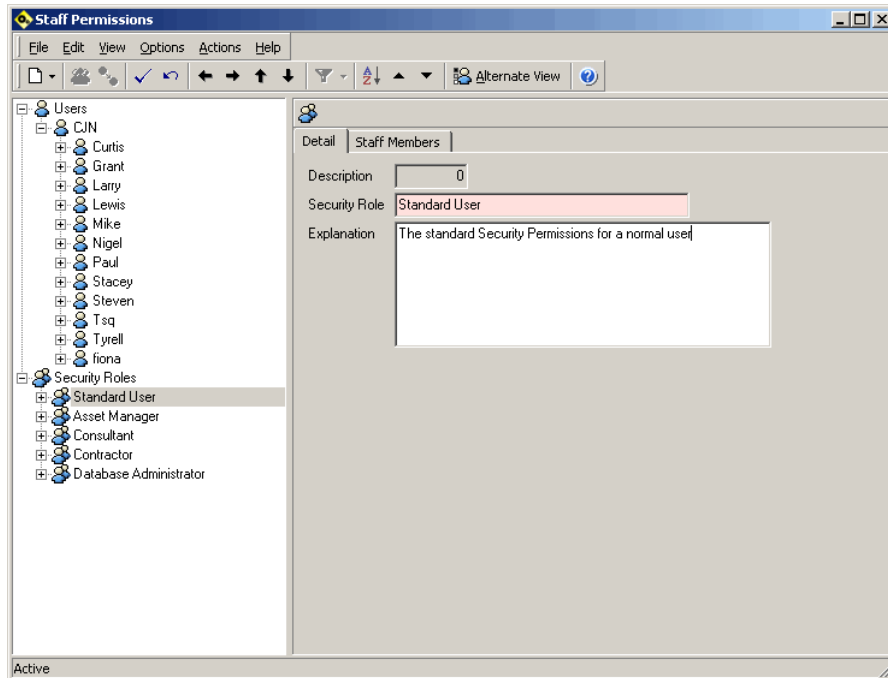 Staff Permissions
File Edit View Options Actions Help
Alternate View
Users
CJN
Curtis
Grant
Larry
Lewis
Mike
Nigel
Paul
Stacey
Steven
Tsq
Tyrell
fiona
Security Roles
Standard User
Asset Manager
Consultant
Contractor
Database Administrator
Detail Staff Members
Description 0
Security Role Standard User
Explanation The standard Security Permissions for a normal user
Active